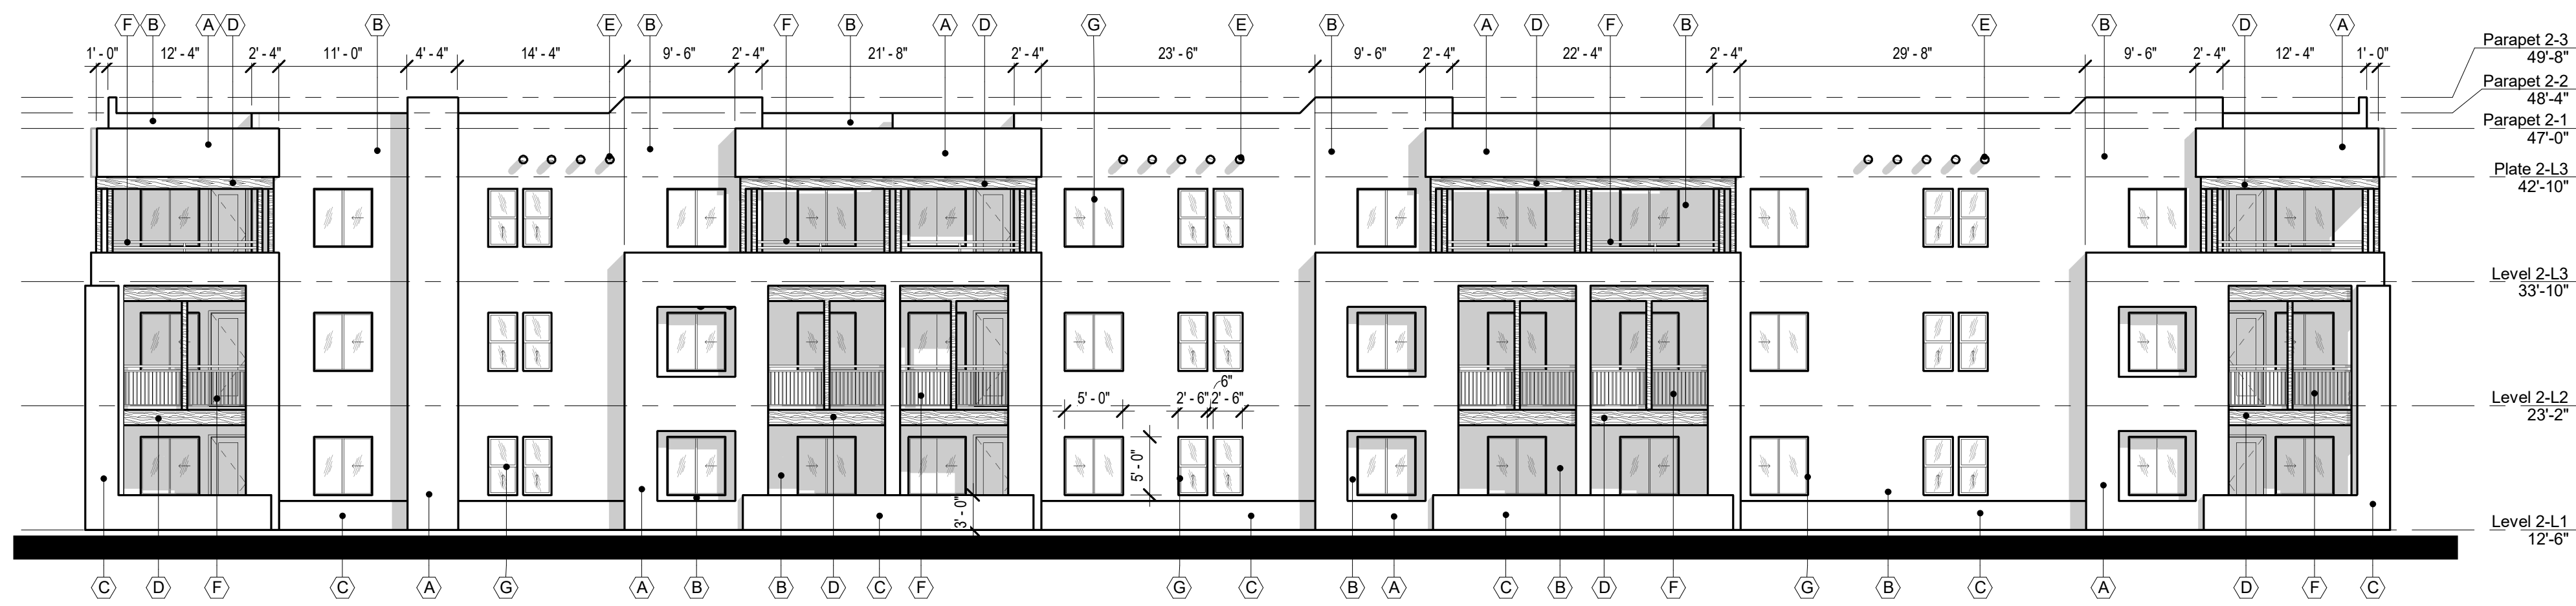 F B A D B E B F B A D G E B A D F B E B D A
1' - 0" 12' - 4" 2' - 4" 11' - 0" 4' - 4" 14' - 4" 9' - 6" 2' - 4" 21' - 8" 2' - 4" 23' - 6" 9' - 6" 2' - 4" 22' - 4" 2' - 4" 29' - 8" 9' - 6" 2' - 4" 12' - 4" 1' - 0"
Parapet 2-3
49'-8"
Parapet 2-2
48'-4"
Parapet 2-1
47'-0"
Plate 2-L3
42'-10"
Level 2-L3
33'-10"
6"
5' - 0" 2' - 6" 2' - 6"
Level 2-L2
23'-2"
5' - 0"
3' - 0"
Level 2-L1
12'-6"
C D F C A G A B B D C F G C B A C B D F G B C A D F C